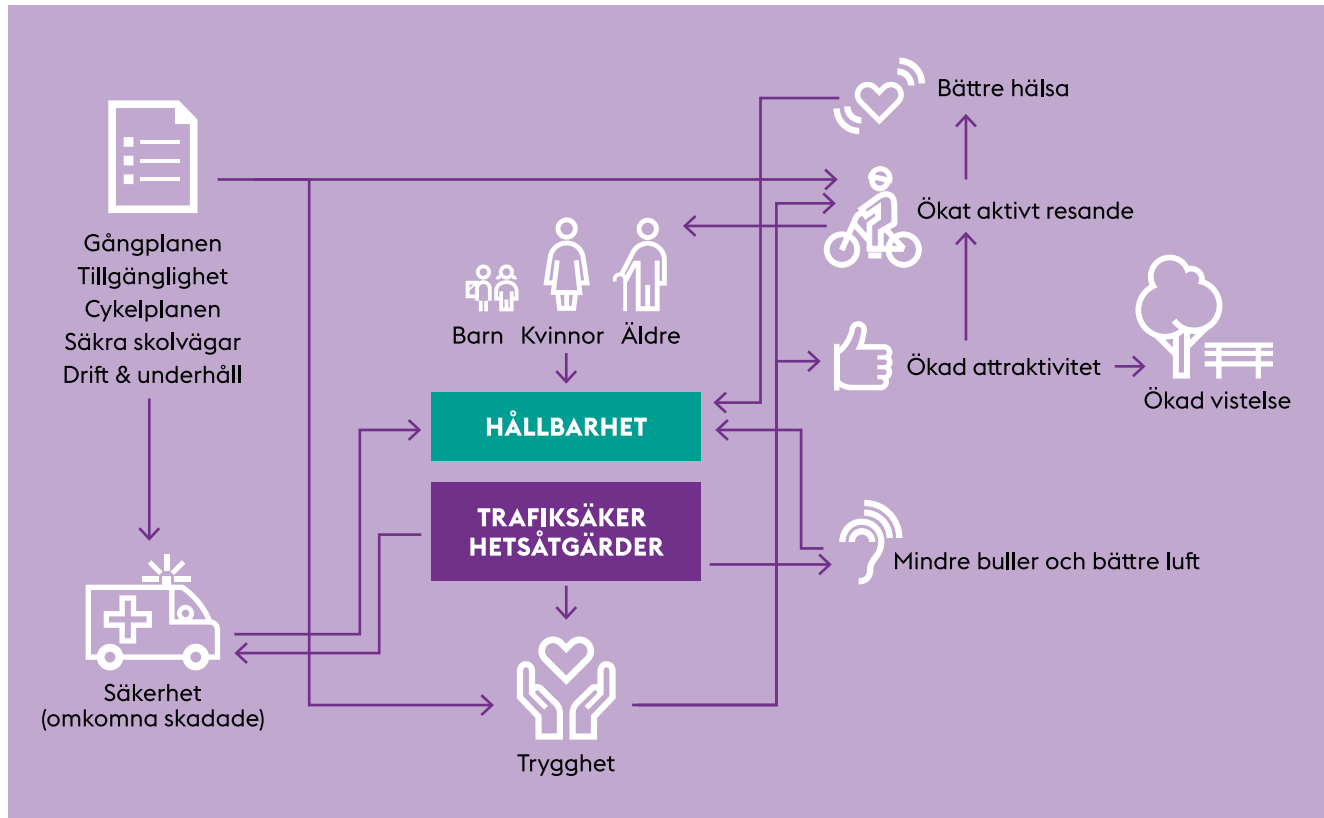 Bättre hälsa
Ökat aktivt resande
Gångplanen
Tillgänglighet
Cykelplanen
Säkra skolvägar
Drift & underhåll
Barn
Kvinnor
Äldre
Ökad attraktivitet
Ökad vistelse
HÅLLBARHET
TRAFIKSÄKER
HETSÅTGÄRDER
Mindre buller och bättre luft
Säkerhet
(omkomna skadade)
Trygghet